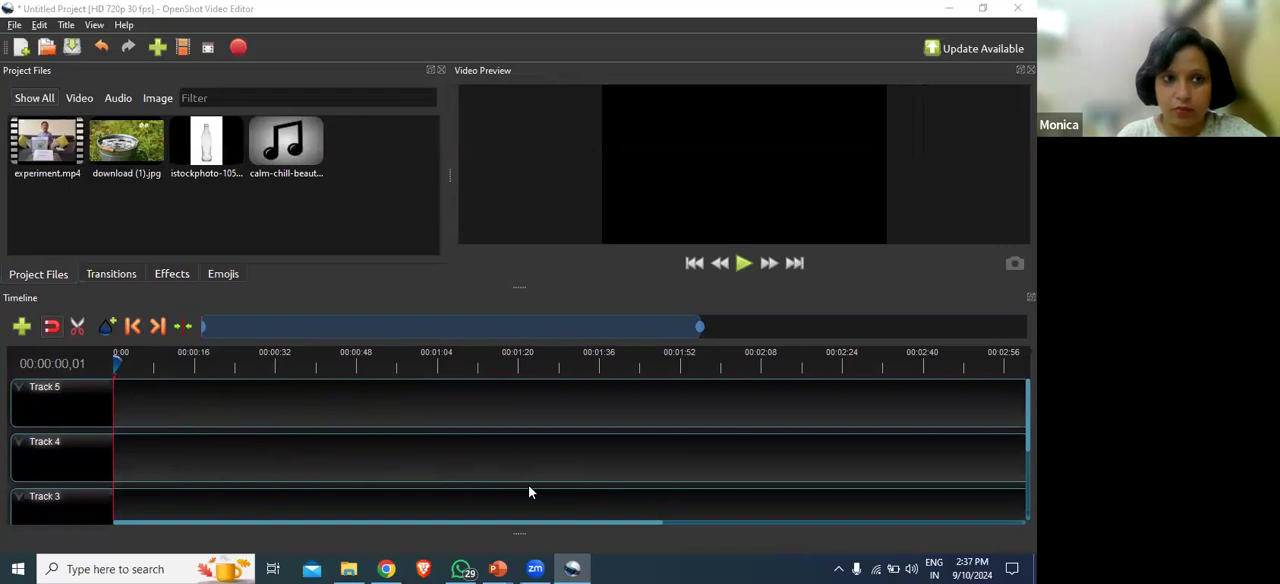 * Untitled Project [HD 720p 30 fps] - OpenShot Video Editor
File Edit Title View Help
Update Available
Project Files
Video Preview
Show All Video Audio Image Filter
Monica
experiment.mp4 download (1).jpg istockphoto-105... calm-chill-beaut...
Project Files Transitions Effects Emojis
Timeline
00:00:00,01
0:00 00:00:16 00:00:32 00:00:48 00:01:04 00:01:20 00:01:36 00:01:52 00:02:08 00:02:24 00:02:40 00:02:56
Track 5
Track 4
Track 3
Type here to search
29
ENG
IN
2:37 PM
9/10/2024